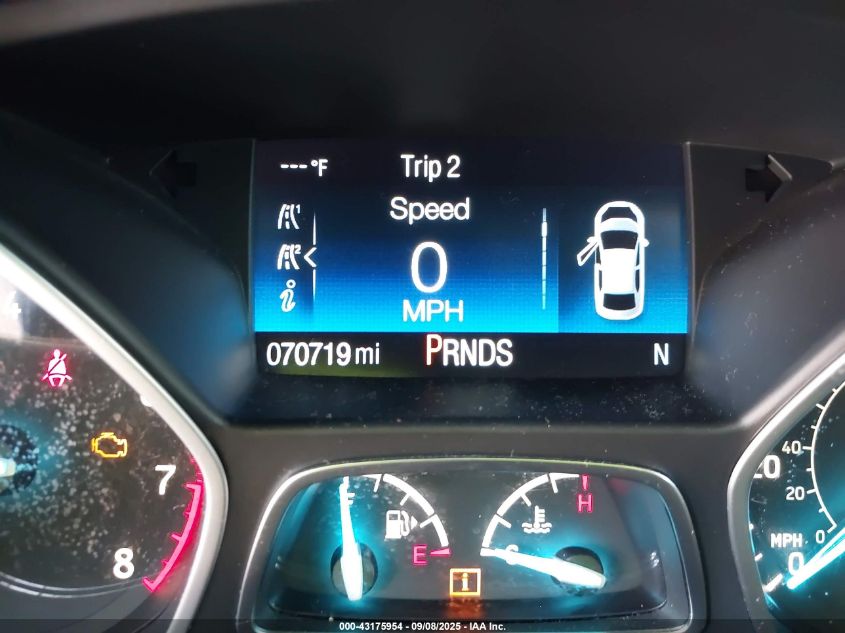 ---°F
Trip 2
Speed
0
MPH
070719 mi
PRNDS
N
7
8
F
E
H
C
i
40
20
0
MPH
0
000-43175954 - 09/08/2025 - IAA Inc.